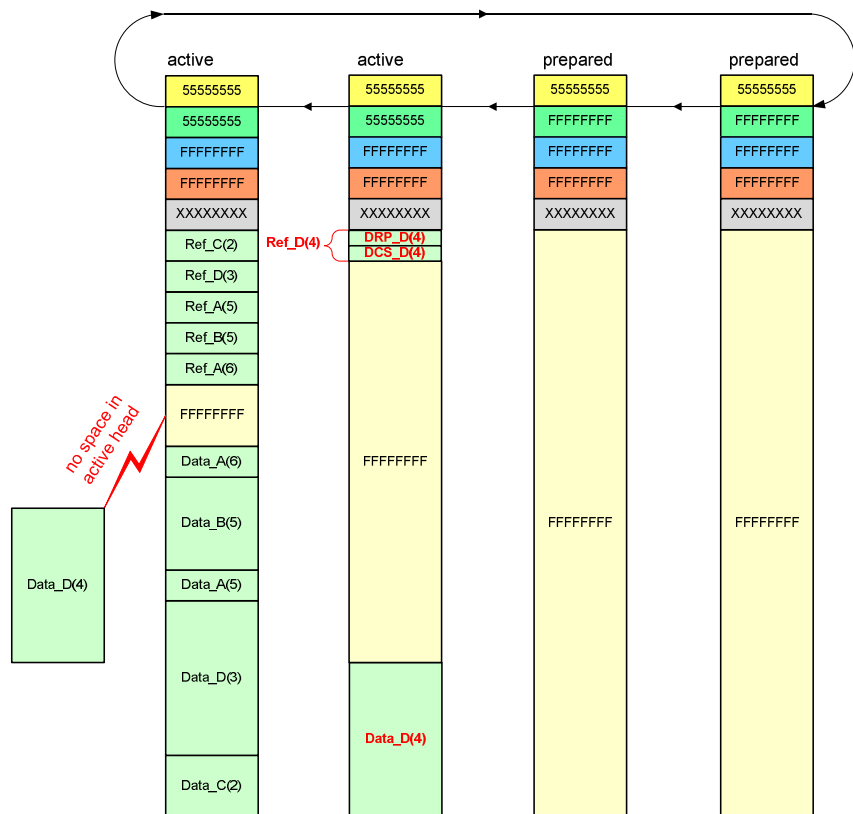 active
active
prepared
prepared
55555555
55555555
55555555
55555555
55555555
55555555
FFFFFFFF
FFFFFFFF
FFFFFFFF
FFFFFFFF
FFFFFFFF
FFFFFFFF
FFFFFFFF
FFFFFFFF
FFFFFFFF
FFFFFFFF
XXXXXXXX
XXXXXXXX
XXXXXXXX
XXXXXXXX
Ref_C(2)
Ref_D(3)
Ref_A(5)
Ref_B(5)
Ref_A(6)
FFFFFFFF
Data_A(6)
Data_B(5)
Data_A(5)
Data_D(3)
Data_C(2)
no space in
active head
Data_D(4)
Ref_D(4)
DRP_D(4)
DCS_D(4)
FFFFFFFF
Data_D(4)
FFFFFFFF
FFFFFFFF